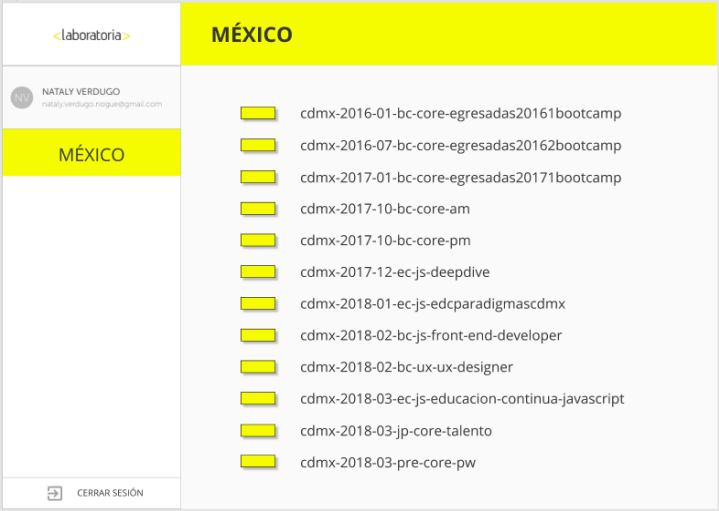 <laboratoria>
MÉXICO
NV
NATALY VERDUGO
nataly.verdugo.nogue@gmail.com
MÉXICO
cdmx-2016-01-bc-core-egresadas20161bootcamp
cdmx-2016-07-bc-core-egresadas20162bootcamp
cdmx-2017-01-bc-core-egresadas20171bootcamp
cdmx-2017-10-bc-core-am
cdmx-2017-10-bc-core-pm
cdmx-2017-12-ec-js-deepdive
cdmx-2018-01-ec-js-edcparadigmascdmx
cdmx-2018-02-bc-js-front-end-developer
cdmx-2018-02-bc-ux-ux-designer
cdmx-2018-03-ec-js-educacion-continua-javascript
cdmx-2018-03-jp-core-talento
cdmx-2018-03-pre-core-pw
CERRAR SESIÓN